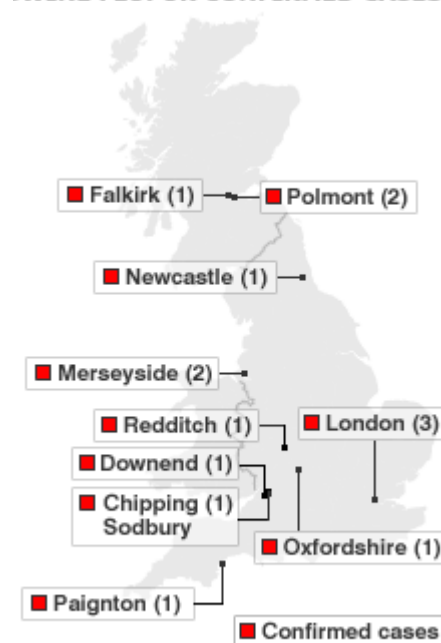 Falkirk (1)
Polmont (2)
Newcastle (1)
Merseyside (2)
Redditch (1)
London (3)
Downend (1)
Chipping (1)
Sodbury
Oxfordshire (1)
Paignton (1)
Confirmed cases